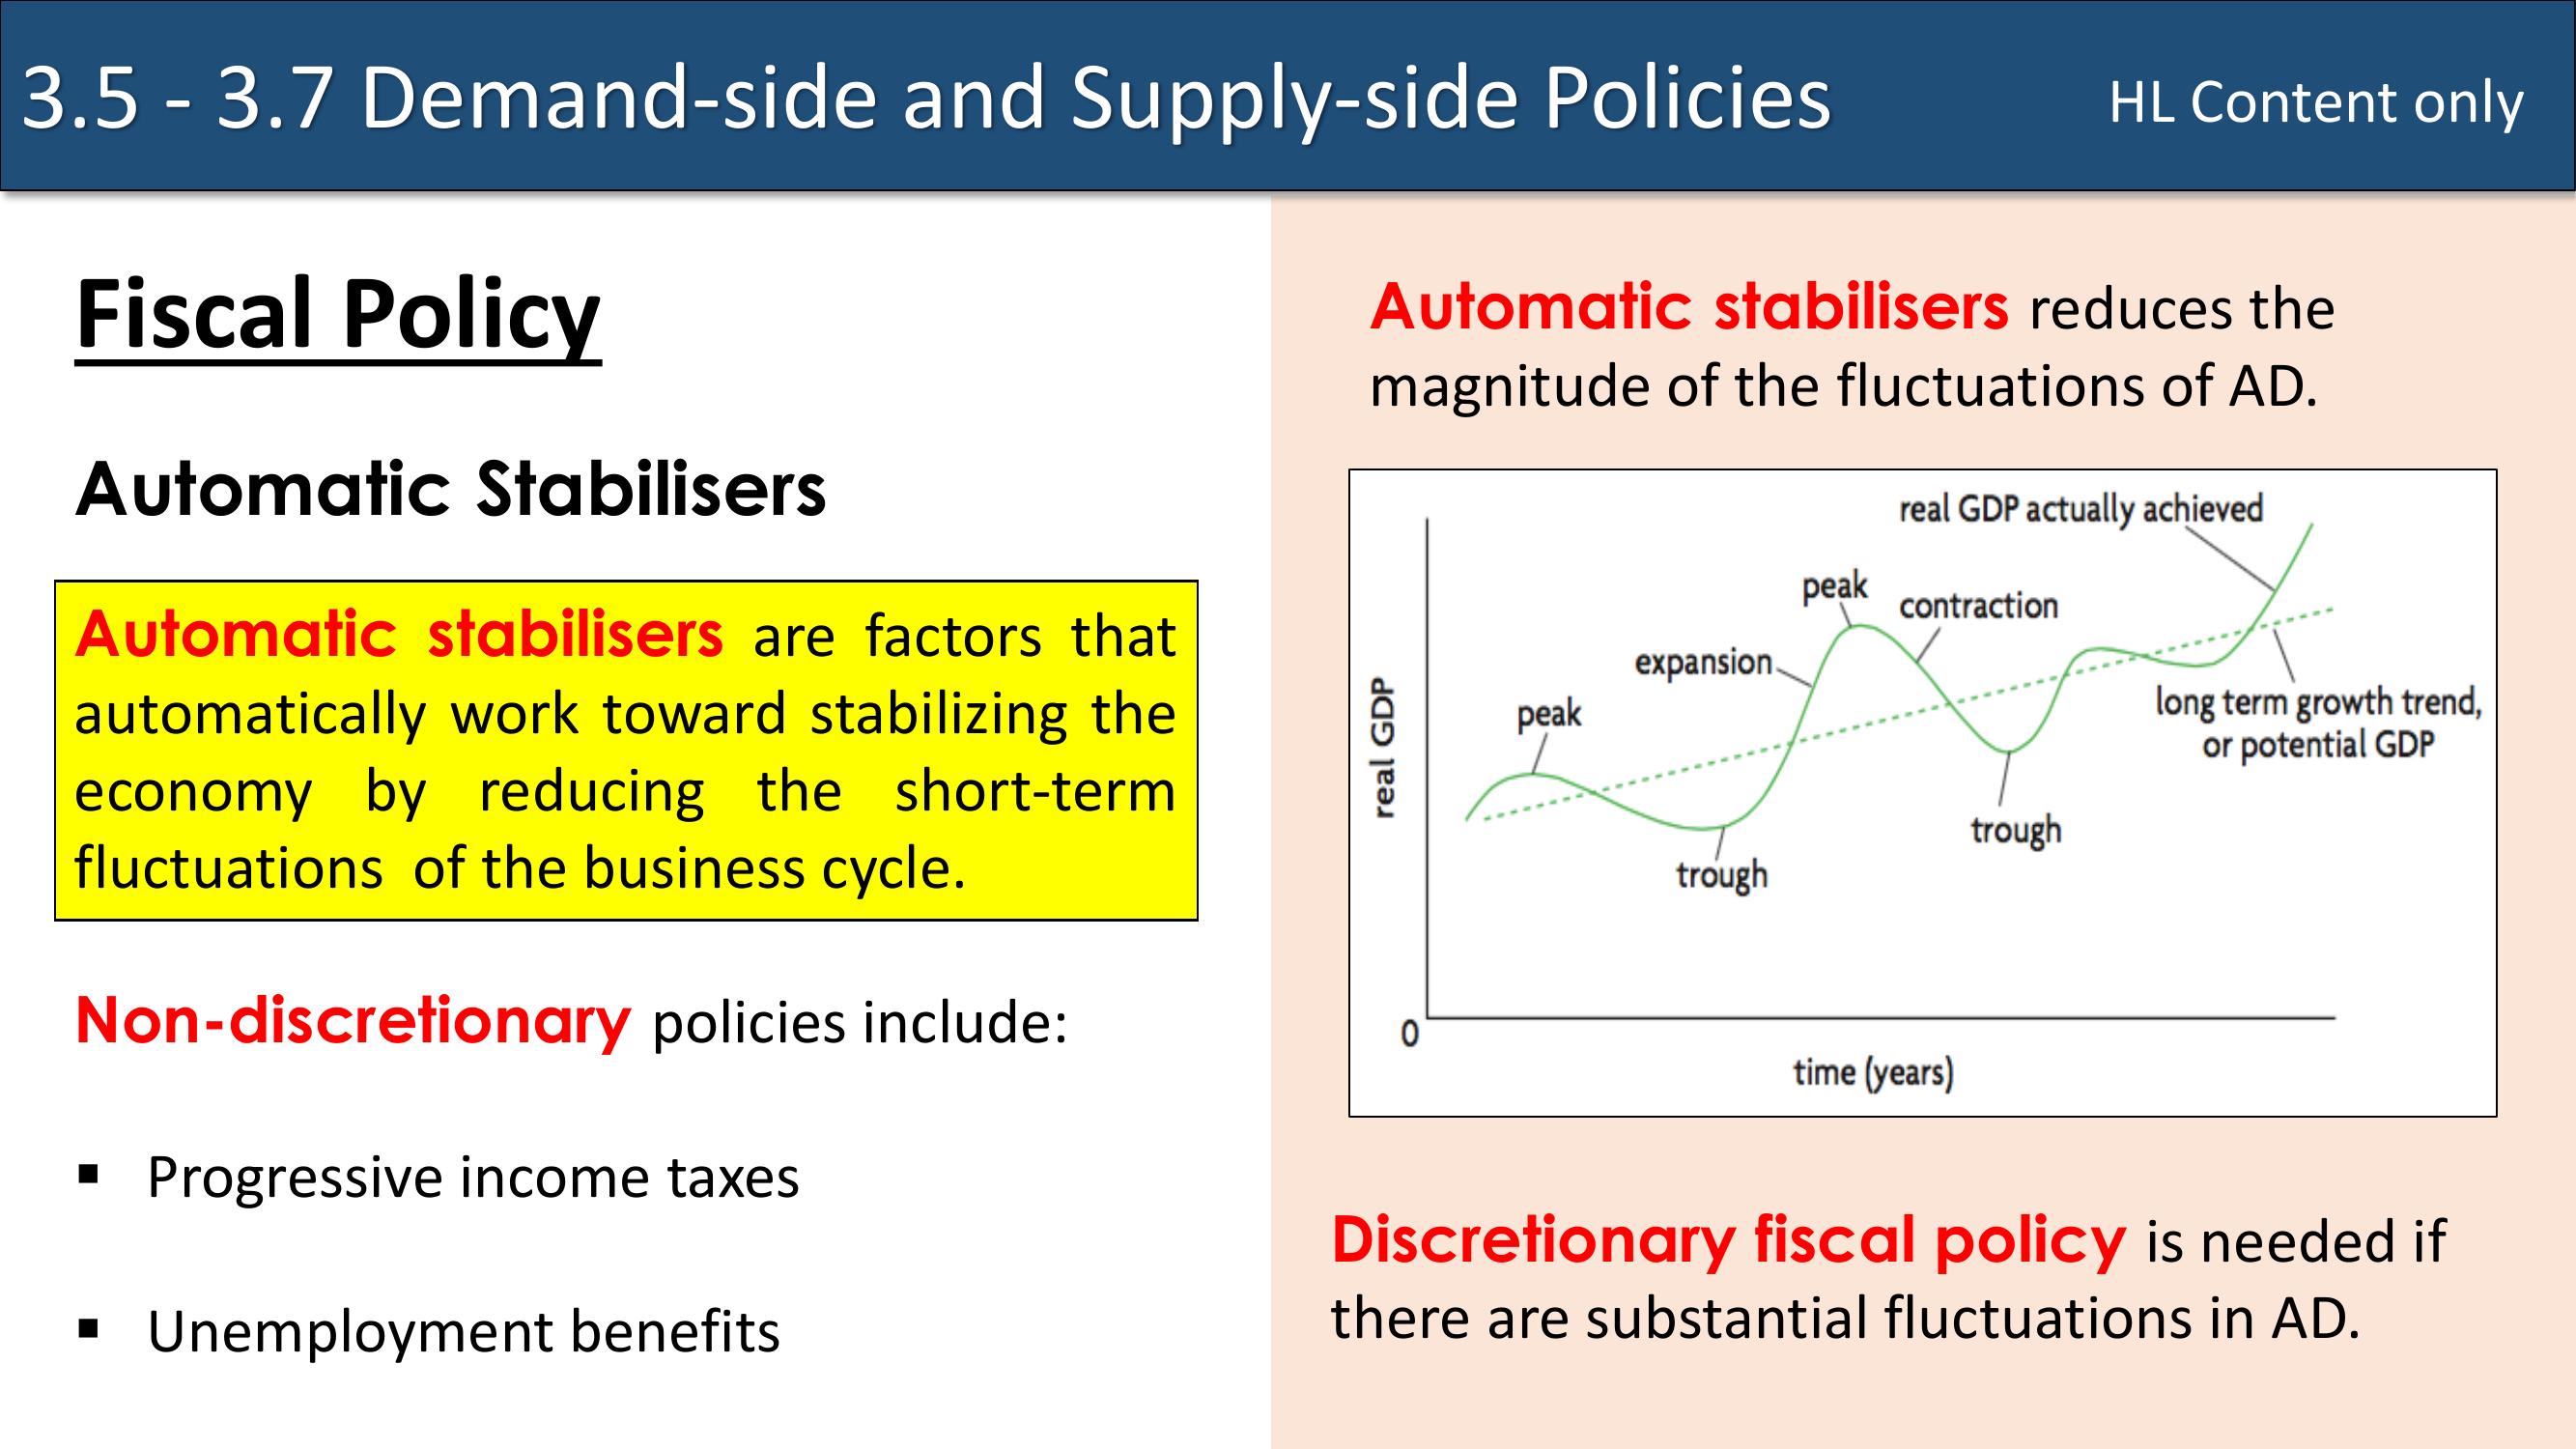 3.5 - 3.7 Demand-side and Supply-side Policies
HL Content only
Fiscal Policy
Automatic Stabilisers
Automatic stabilisers are factors that
automatically work toward stabilizing the
economy by reducing the short-term
fluctuations of the business cycle.
Non-discretionary policies include:
▪ Progressive income taxes
▪ Unemployment benefits
Automatic stabilisers reduces the
magnitude of the fluctuations of AD.
real GDP actually achieved
peak
contraction
expansion
peak
long term growth trend,
or potential GDP
trough
trough
real GDP
0
time (years)
Discretionary fiscal policy is needed if
there are substantial fluctuations in AD.